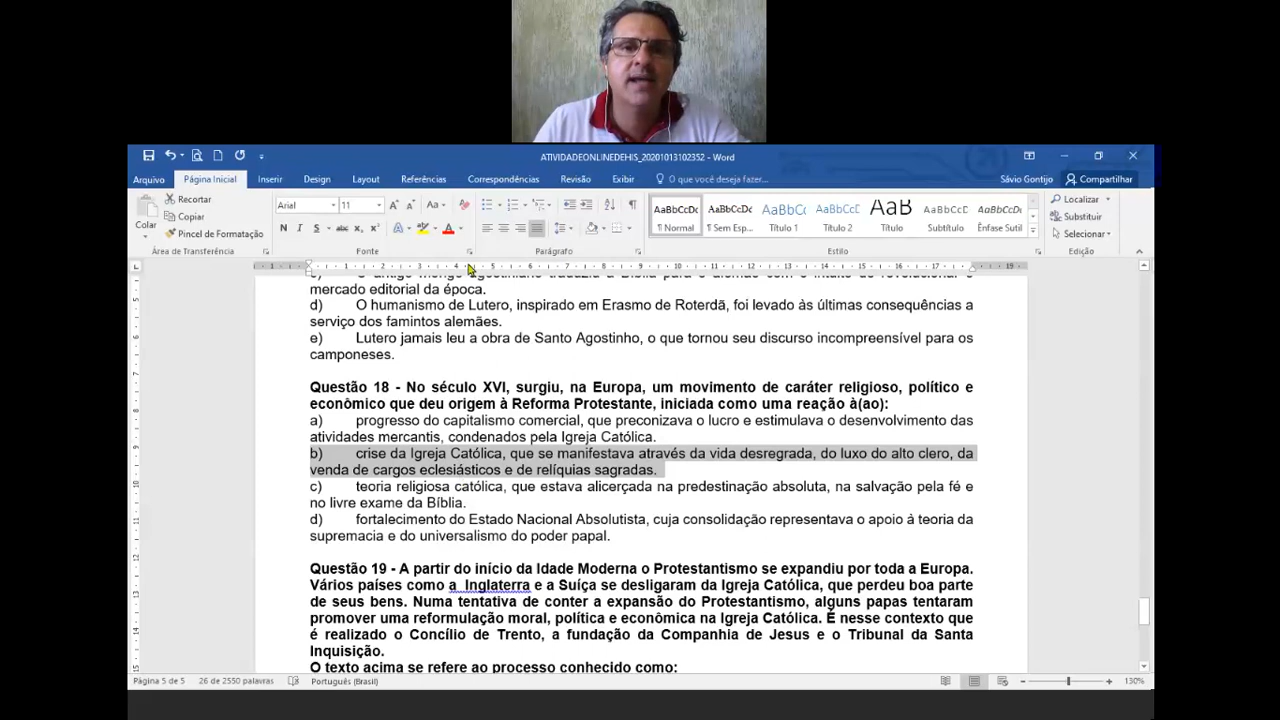 ATIVIDADEONLINEDEHIS_20201013102352 - Word
Arquivo Página Inicial Inserir Design Layout Referências Correspondências Revisão Exibir O que você deseja fazer... Sávio Gontijo Compartilhar
Colar
Recortar
Copiar
Pincel de Formatação
Área de Transferência
Arial 11
N I S abc x₂ x²
Fonte
Parágrafo
AaBbCcDc AaBbCcDc AaBbCc AaBbCcD AaB AaBbCcD AaBbCcDc
¶ Normal ¶ Sem Esp... Título 1 Título 2 Título Subtítulo Ênfase Sutil
Estilo
Localizar
Substituir
Selecionar
Edição
mercado editorial da época.
d) O humanismo de Lutero, inspirado em Erasmo de Roterdã, foi levado às últimas consequências a
serviço dos famintos alemães.
e) Lutero jamais leu a obra de Santo Agostinho, o que tornou seu discurso incompreensível para os
camponeses.
Questão 18 - No século XVI, surgiu, na Europa, um movimento de caráter religioso, político e
econômico que deu origem à Reforma Protestante, iniciada como uma reação à(ao):
a) progresso do capitalismo comercial, que preconizava o lucro e estimulava o desenvolvimento das
atividades mercantis, condenados pela Igreja Católica.
b) crise da Igreja Católica, que se manifestava através da vida desregrada, do luxo do alto clero, da
venda de cargos eclesiásticos e de relíquias sagradas.
c) teoria religiosa católica, que estava alicerçada na predestinação absoluta, na salvação pela fé e
no livre exame da Bíblia.
d) fortalecimento do Estado Nacional Absolutista, cuja consolidação representava o apoio à teoria da
supremacia e do universalismo do poder papal.
Questão 19 - A partir do início da Idade Moderna o Protestantismo se expandiu por toda a Europa.
Vários países como a Inglaterra e a Suíça se desligaram da Igreja Católica, que perdeu boa parte
de seus bens. Numa tentativa de conter a expansão do Protestantismo, alguns papas tentaram
promover uma reformulação moral, política e econômica na Igreja Católica. É nesse contexto que
é realizado o Concílio de Trento, a fundação da Companhia de Jesus e o Tribunal da Santa
Inquisição.
O texto acima se refere ao processo conhecido como:
Página 5 de 5 26 de 2550 palavras Português (Brasil) 130%